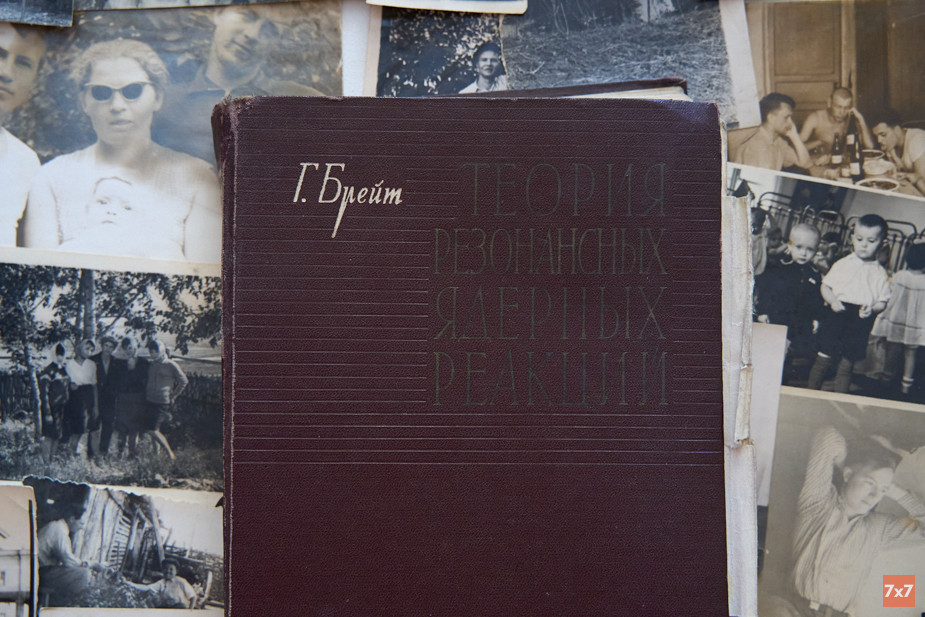 Г. Брейт
ТЕОРИЯ
РЕЗОНАНСНЫХ
ЯДЕРНЫХ
РЕАКЦИЙ
7x7